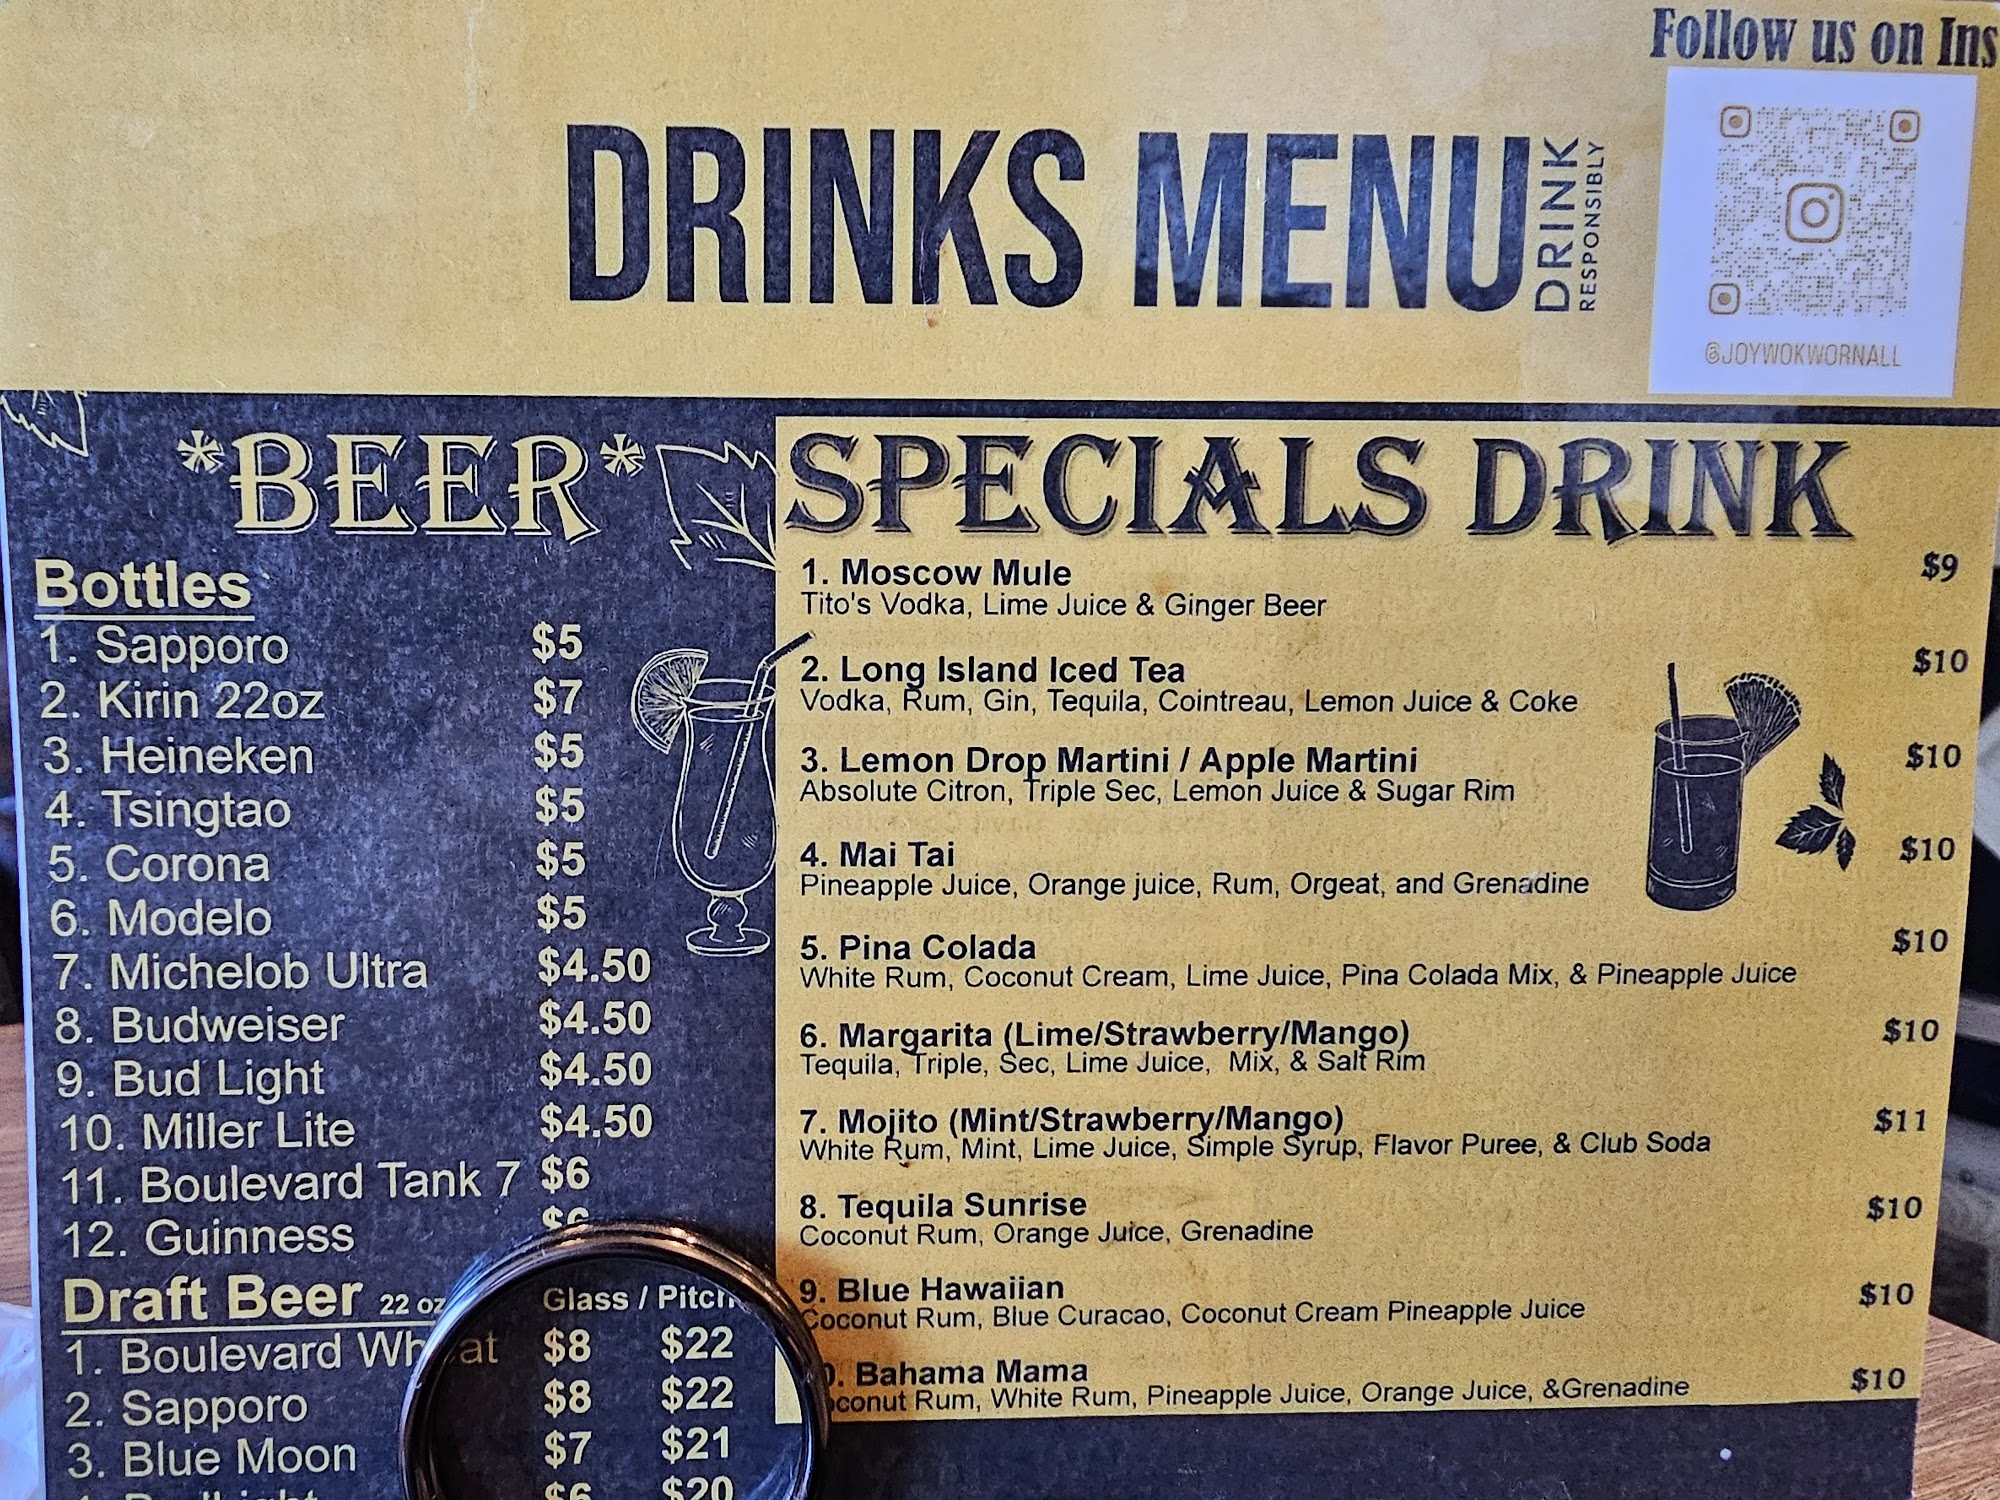 Follow us on Ins
DRINKS MENU
DRINK
RESPONSIBLY
@JOYWOKWORNALL
*BEER*
Bottles
1. Sapporo $5
2. Kirin 22oz $7
3. Heineken $5
4. Tsingtao $5
5. Corona $5
6. Modelo $5
7. Michelob Ultra $4.50
8. Budweiser $4.50
9. Bud Light $4.50
10. Miller Lite $4.50
11. Boulevard Tank 7 $6
12. Guinness $6
Draft Beer 22 oz Glass / Pitch
1. Boulevard Wheat $8 $22
2. Sapporo $8 $22
3. Blue Moon $7 $21
$6 $20
SPECIALS DRINK
1. Moscow Mule $9
Tito's Vodka, Lime Juice & Ginger Beer
2. Long Island Iced Tea $10
Vodka, Rum, Gin, Tequila, Cointreau, Lemon Juice & Coke
3. Lemon Drop Martini / Apple Martini $10
Absolute Citron, Triple Sec, Lemon Juice & Sugar Rim
4. Mai Tai $10
Pineapple Juice, Orange juice, Rum, Orgeat, and Grenadine
5. Pina Colada $10
White Rum, Coconut Cream, Lime Juice, Pina Colada Mix, & Pineapple Juice
6. Margarita (Lime/Strawberry/Mango) $10
Tequila, Triple, Sec, Lime Juice, Mix, & Salt Rim
7. Mojito (Mint/Strawberry/Mango) $11
White Rum, Mint, Lime Juice, Simple Syrup, Flavor Puree, & Club Soda
8. Tequila Sunrise $10
Coconut Rum, Orange Juice, Grenadine
9. Blue Hawaiian $10
Coconut Rum, Blue Curacao, Coconut Cream Pineapple Juice
0. Bahama Mama $10
oconut Rum, White Rum, Pineapple Juice, Orange Juice, &Grenadine